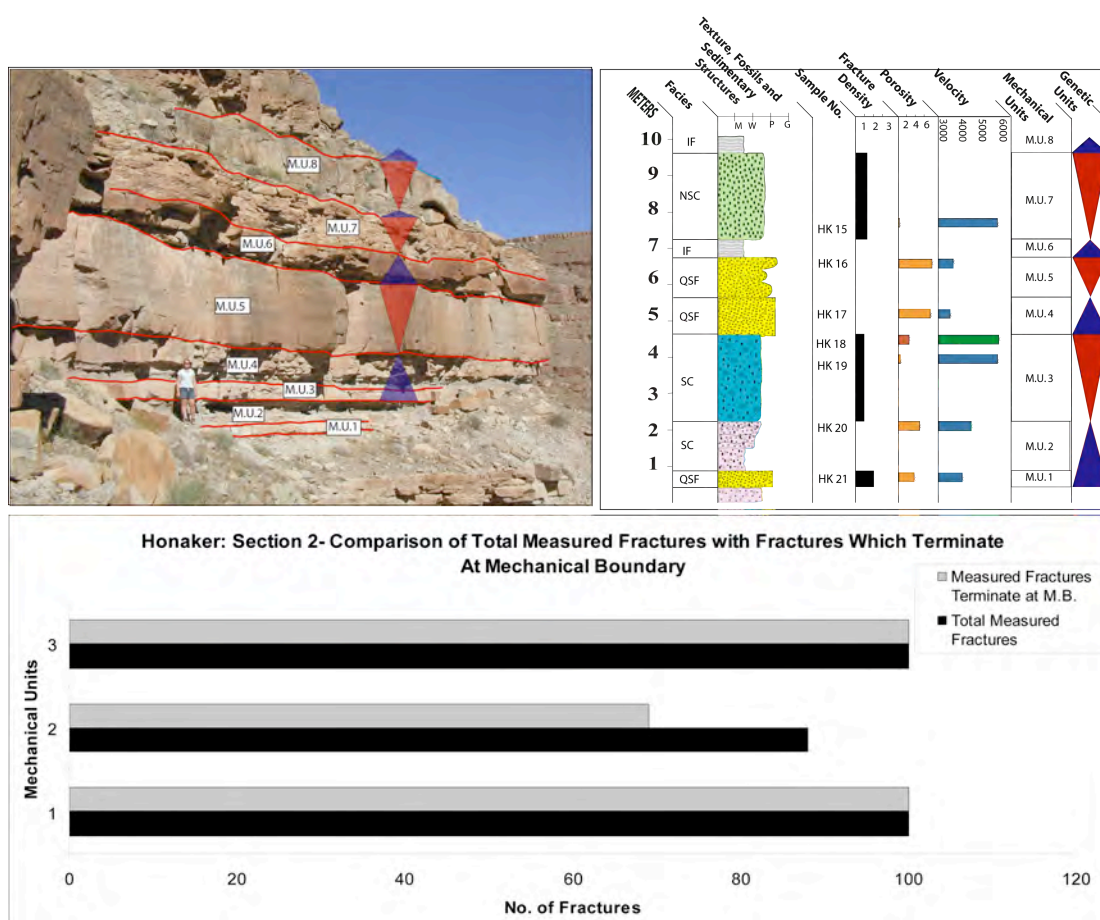 M.U.8
M.U.7
M.U.6
M.U.5
M.U.4
M.U.3
M.U.2
M.U.1
METERS
Facies
Texture, Fossils and
Sedimentary
Structures
Sample No.
Fracture
Density
Porosity
Velocity
Mechanical
Units
Genetic
Units
M W P G
1 2 3
2 4 6
3000 4000 5000 6000
10 IF M.U.8
9
NSC M.U.7
8
HK 15
7 IF M.U.6
HK 16
6 QSF M.U.5
5 QSF HK 17 M.U.4
HK 18
4
HK 19
SC M.U.3
3
2 HK 20
SC M.U.2
1
QSF HK 21 M.U.1
Honaker: Section 2- Comparison of Total Measured Fractures with Fractures Which Terminate
At Mechanical Boundary
Measured Fractures
Terminate at M.B.
Total Measured
Fractures
Mechanical Units
3
2
1
0 20 40 60 80 100 120
No. of Fractures